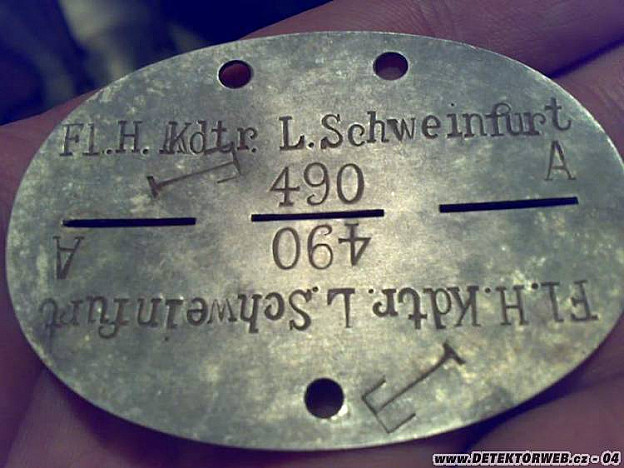 Fl.H. Kdtr. L.Schweinfurt
490 A
490 A
Fl.H.Kdtr.L.Schweinfurt
www.DETEKTORWEB.cz - 04